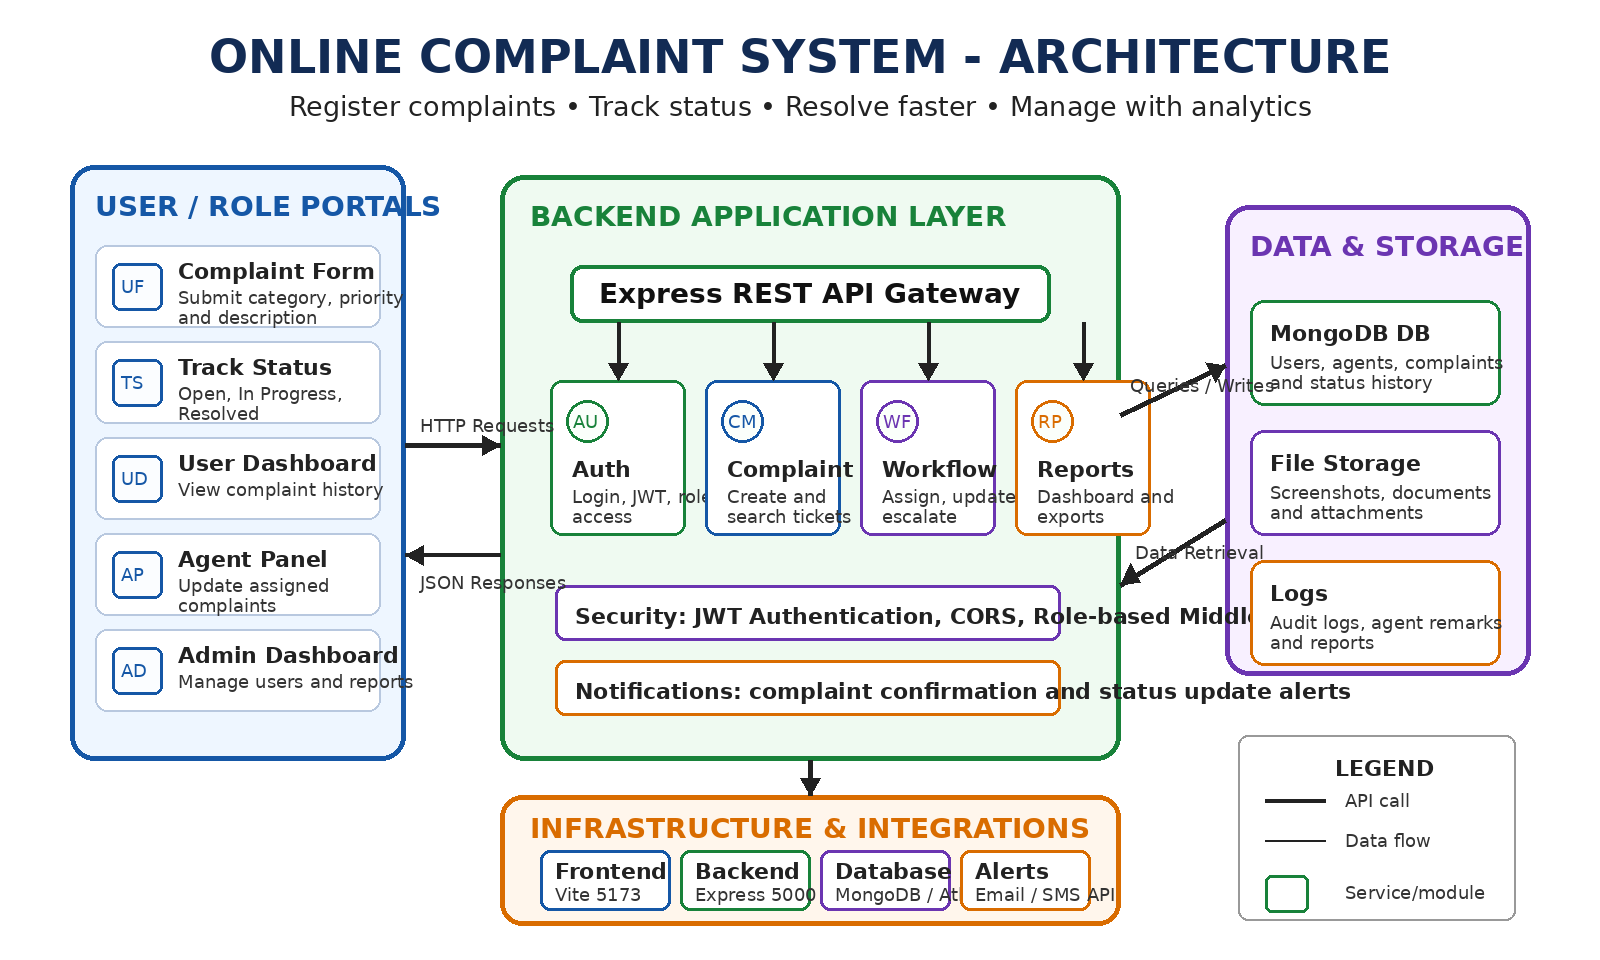 ONLINE COMPLAINT SYSTEM - ARCHITECTURE
Register complaints • Track status • Resolve faster • Manage with analytics
USER / ROLE PORTALS
UF
Complaint Form
Submit category, priority
and description
TS
Track Status
Open, In Progress,
Resolved
UD
User Dashboard
View complaint history
AP
Agent Panel
Update assigned
complaints
AD
Admin Dashboard
Manage users and reports
HTTP Requests
JSON Responses
BACKEND APPLICATION LAYER
Express REST API Gateway
AU
Auth
Login, JWT, role
access
CM
Complaint
Create and
search tickets
WF
Workflow
Assign, update
escalate
RP
Reports
Dashboard and
exports
Security: JWT Authentication, CORS, Role-based
Notifications: complaint confirmation and status update alerts
Queries / Writes
Data Retrieval
DATA & STORAGE
MongoDB DB
Users, agents, complaints
and status history
File Storage
Screenshots, documents
and attachments
Logs
Audit logs, agent remarks
and reports
INFRASTRUCTURE & INTEGRATIONS
Frontend
Vite 5173
Backend
Express 5000
Database
MongoDB /
Alerts
Email / SMS API
LEGEND
API call
Data flow
Service/module